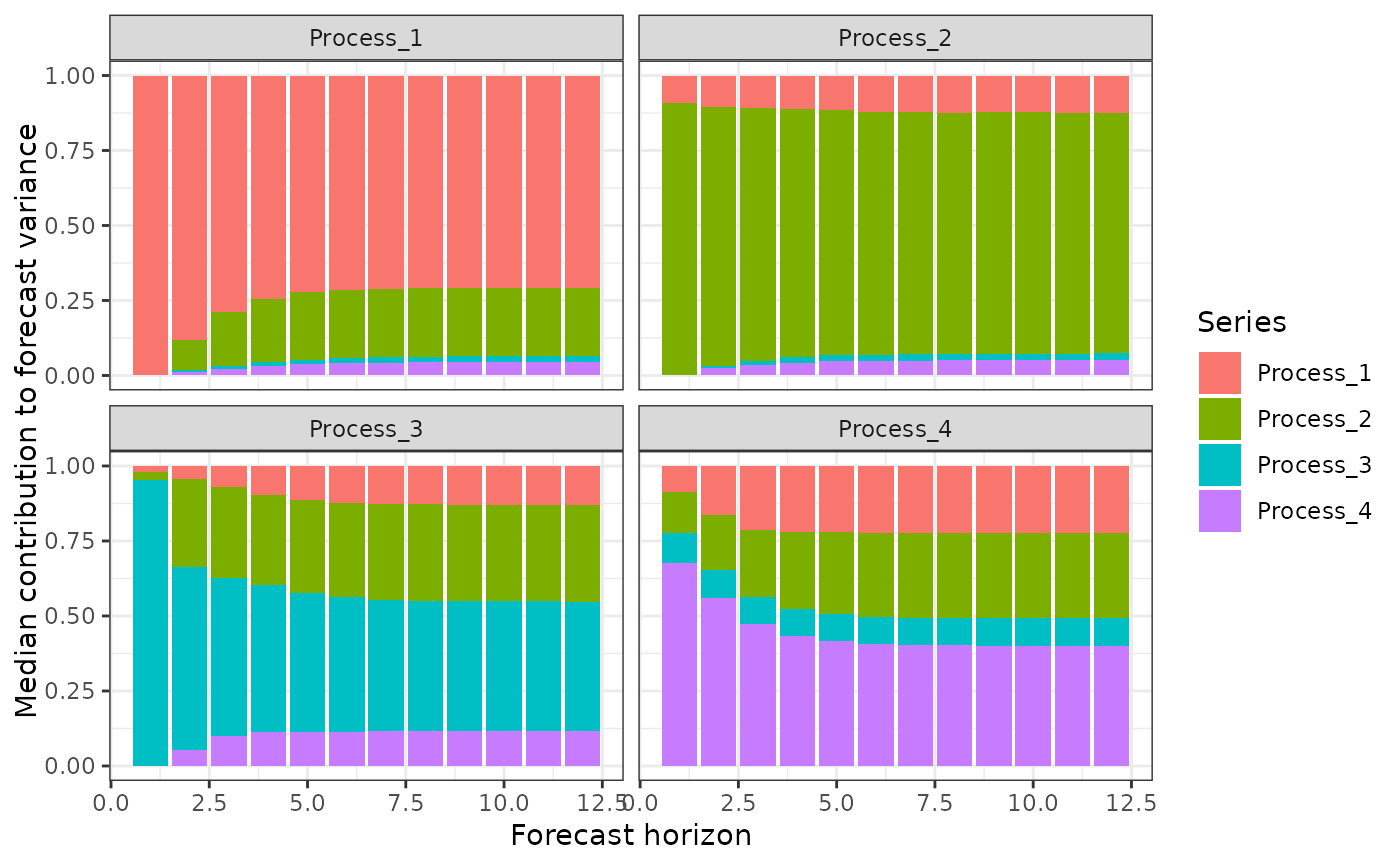 Process_1
Process_2
1.00
0.75
0.50
0.25
0.00
Process_3
Process_4
1.00
0.75
0.50
0.25
0.00
0.0 2.5 5.0 7.5 10.0 12.5
0.0 2.5 5.0 7.5 10.0 12.5
Forecast horizon
Median contribution to forecast variance
Series
Process_1
Process_2
Process_3
Process_4